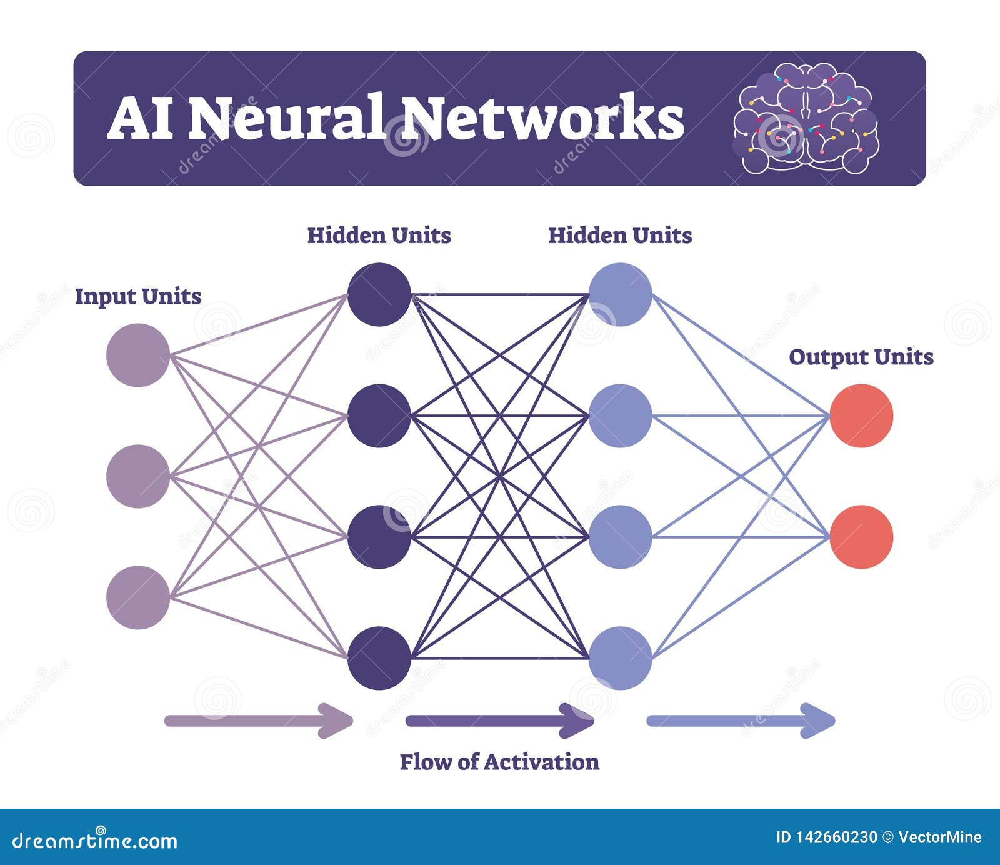 AI Neural Networks
Hidden Units
Hidden Units
Input Units
Output Units
Flow of Activation
dreamstime.com
ID 142660230 © VectorMine